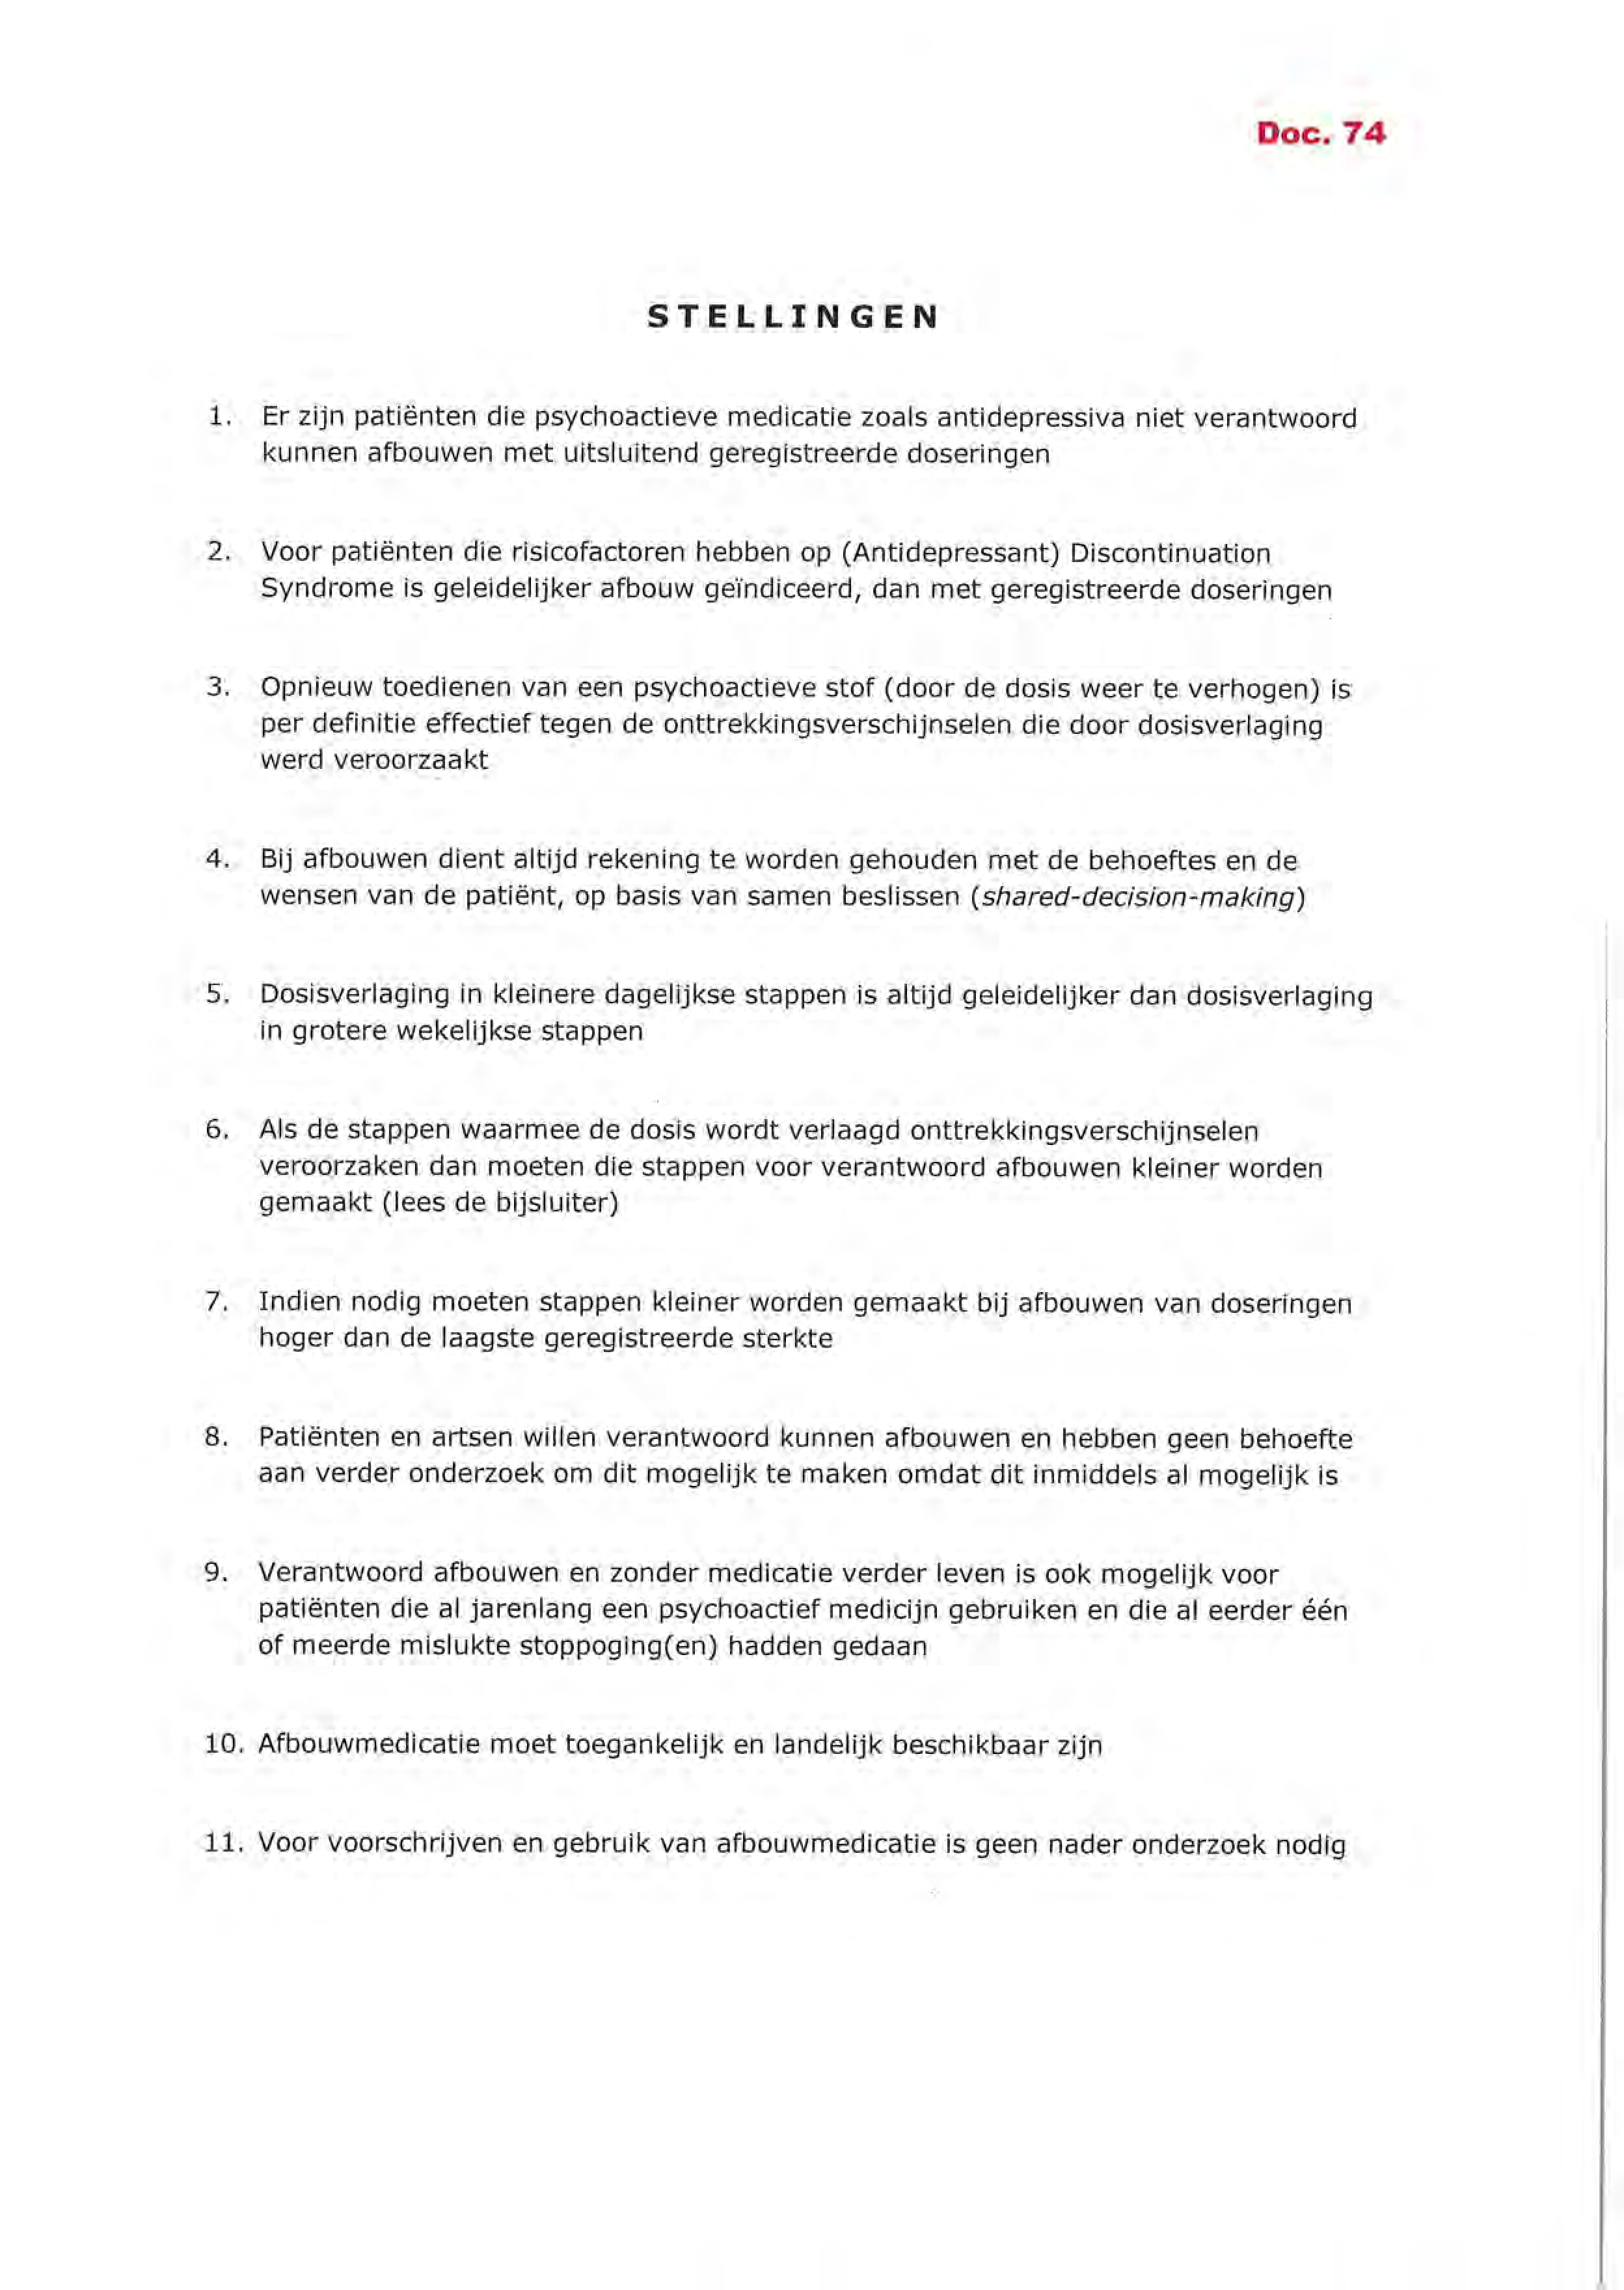 Doc. 74
STELLINGEN
1. Er zijn patiënten die psychoactieve medicatie zoals antidepressiva niet verantwoord
kunnen afbouwen met uitsluitend geregistreerde doseringen
2. Voor patiënten die risicofactoren hebben op (Antidepressant) Discontinuation
Syndrome is geleidelijker afbouw geïndiceerd, dan met geregistreerde doseringen
3. Opnieuw toedienen van een psychoactieve stof (door de dosis weer te verhogen) is
per definitie effectief tegen de onttrekkingsverschijnselen die door dosisverlaging
werd veroorzaakt
4. Bij afbouwen dient altijd rekening te worden gehouden met de behoeftes en de
wensen van de patiënt, op basis van samen beslissen (shared-decision-making)
5. Dosisverlaging in kleinere dagelijkse stappen is altijd geleidelijker dan dosisverlaging
in grotere wekelijkse stappen
6. Als de stappen waarmee de dosis wordt verlaagd onttrekkingsverschijnselen
veroorzaken dan moeten die stappen voor verantwoord afbouwen kleiner worden
gemaakt (lees de bijsluiter)
7. Indien nodig moeten stappen kleiner worden gemaakt bij afbouwen van doseringen
hoger dan de laagste geregistreerde sterkte
8. Patiënten en artsen willen verantwoord kunnen afbouwen en hebben geen behoefte
aan verder onderzoek om dit mogelijk te maken omdat dit inmiddels al mogelijk is
9. Verantwoord afbouwen en zonder medicatie verder leven is ook mogelijk voor
patiënten die al jarenlang een psychoactief medicijn gebruiken en die al eerder één
of meerde mislukte stoppoging(en) hadden gedaan
10. Afbouwmedicatie moet toegankelijk en landelijk beschikbaar zijn
11. Voor voorschrijven en gebruik van afbouwmedicatie is geen nader onderzoek nodig